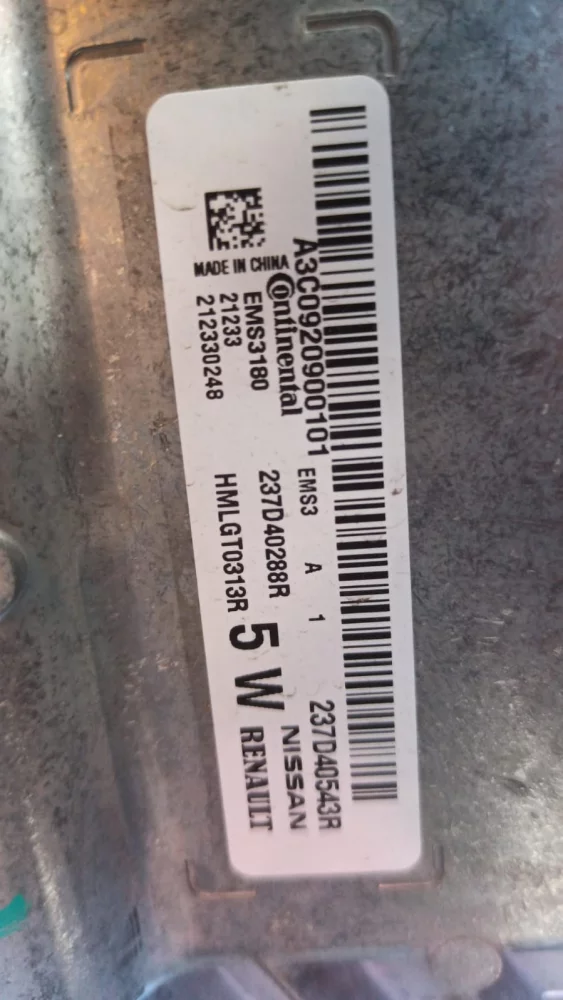 A3C0920900101
Continental
MADE IN CHINA
EMS3180
21233
212330248
EMS3 A 1
237D40288R
HMLGT0313R
5 W
237D40543R
NISSAN
RENAULT